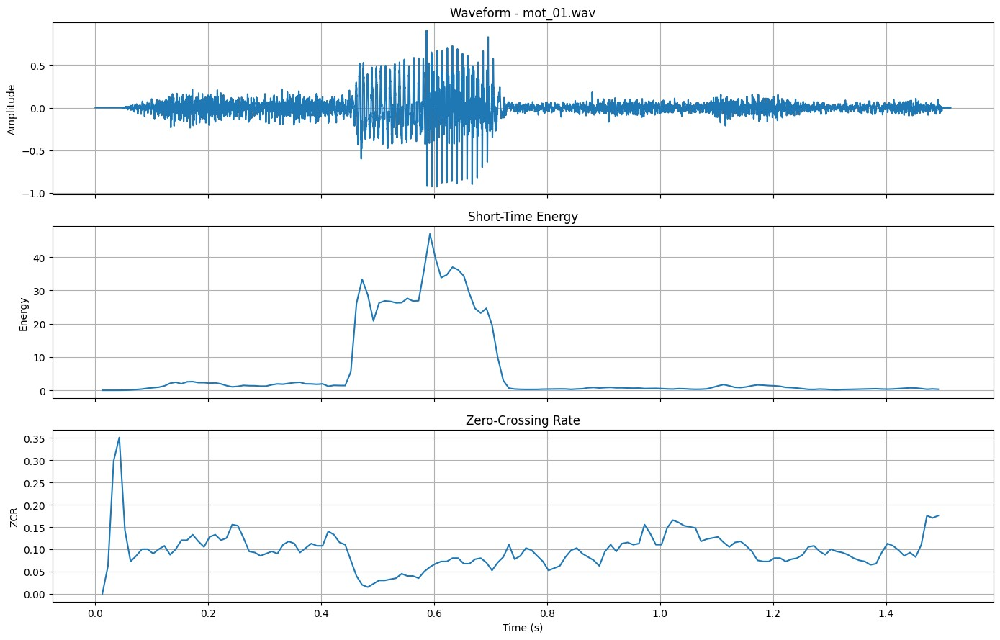 Waveform - mot_01.wav
Amplitude
0.5
0.0
−0.5
−1.0
Short-Time Energy
Energy
40
30
20
10
0
Zero-Crossing Rate
ZCR
0.35
0.30
0.25
0.20
0.15
0.10
0.05
0.00
0.0 0.2 0.4 0.6 0.8 1.0 1.2 1.4
Time (s)